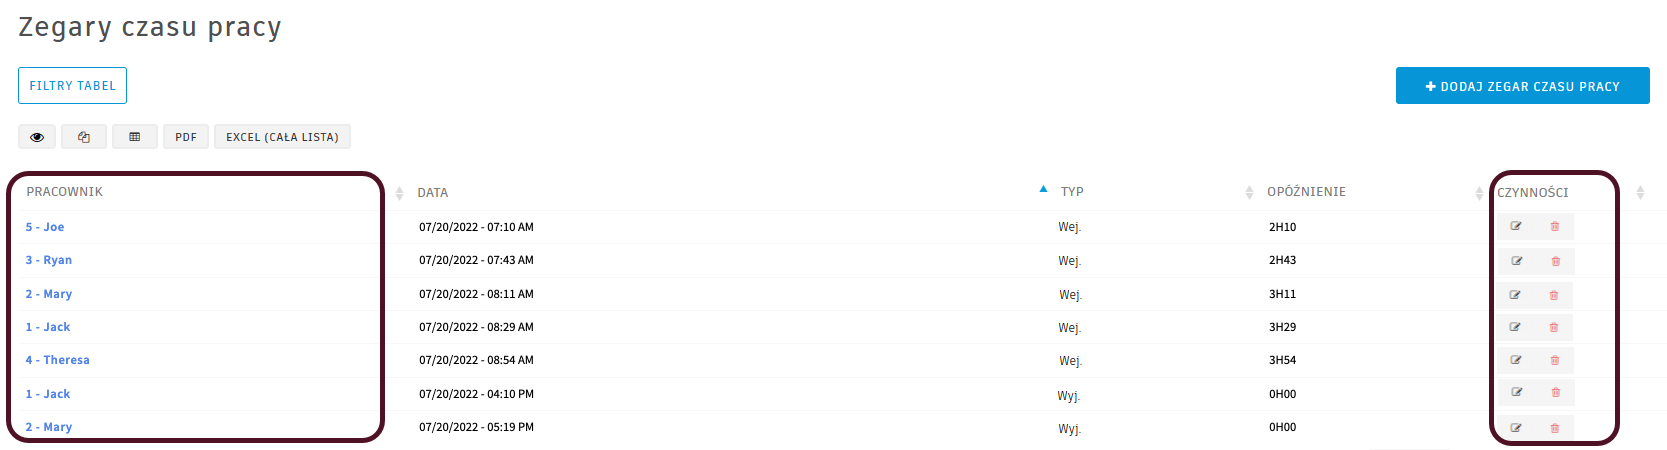 Zegary czasu pracy
FILTRY TABEL
DODAJ ZEGAR CZASU PRACY
PDF EXCEL (CAŁA LISTA)
PRACOWNIK DATA TYP OPÓŹNIENIE CZYNNOŚCI
5 - Joe 07/20/2022 - 07:10 AM Wej. 2H10
3 - Ryan 07/20/2022 - 07:43 AM Wej. 2H43
2 - Mary 07/20/2022 - 08:11 AM Wej. 3H11
1 - Jack 07/20/2022 - 08:29 AM Wej. 3H29
4 - Theresa 07/20/2022 - 08:54 AM Wej. 3H54
1 - Jack 07/20/2022 - 04:10 PM Wyj. 0H00
2 - Mary 07/20/2022 - 05:19 PM Wyj. 0H00